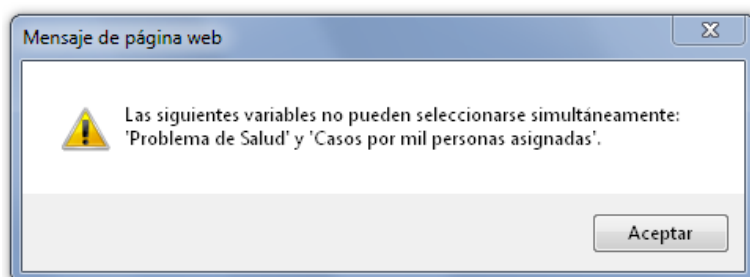 Mensaje de página web
Las siguientes variables no pueden seleccionarse simultáneamente:
'Problema de Salud' y 'Casos por mil personas asignadas'.
Aceptar